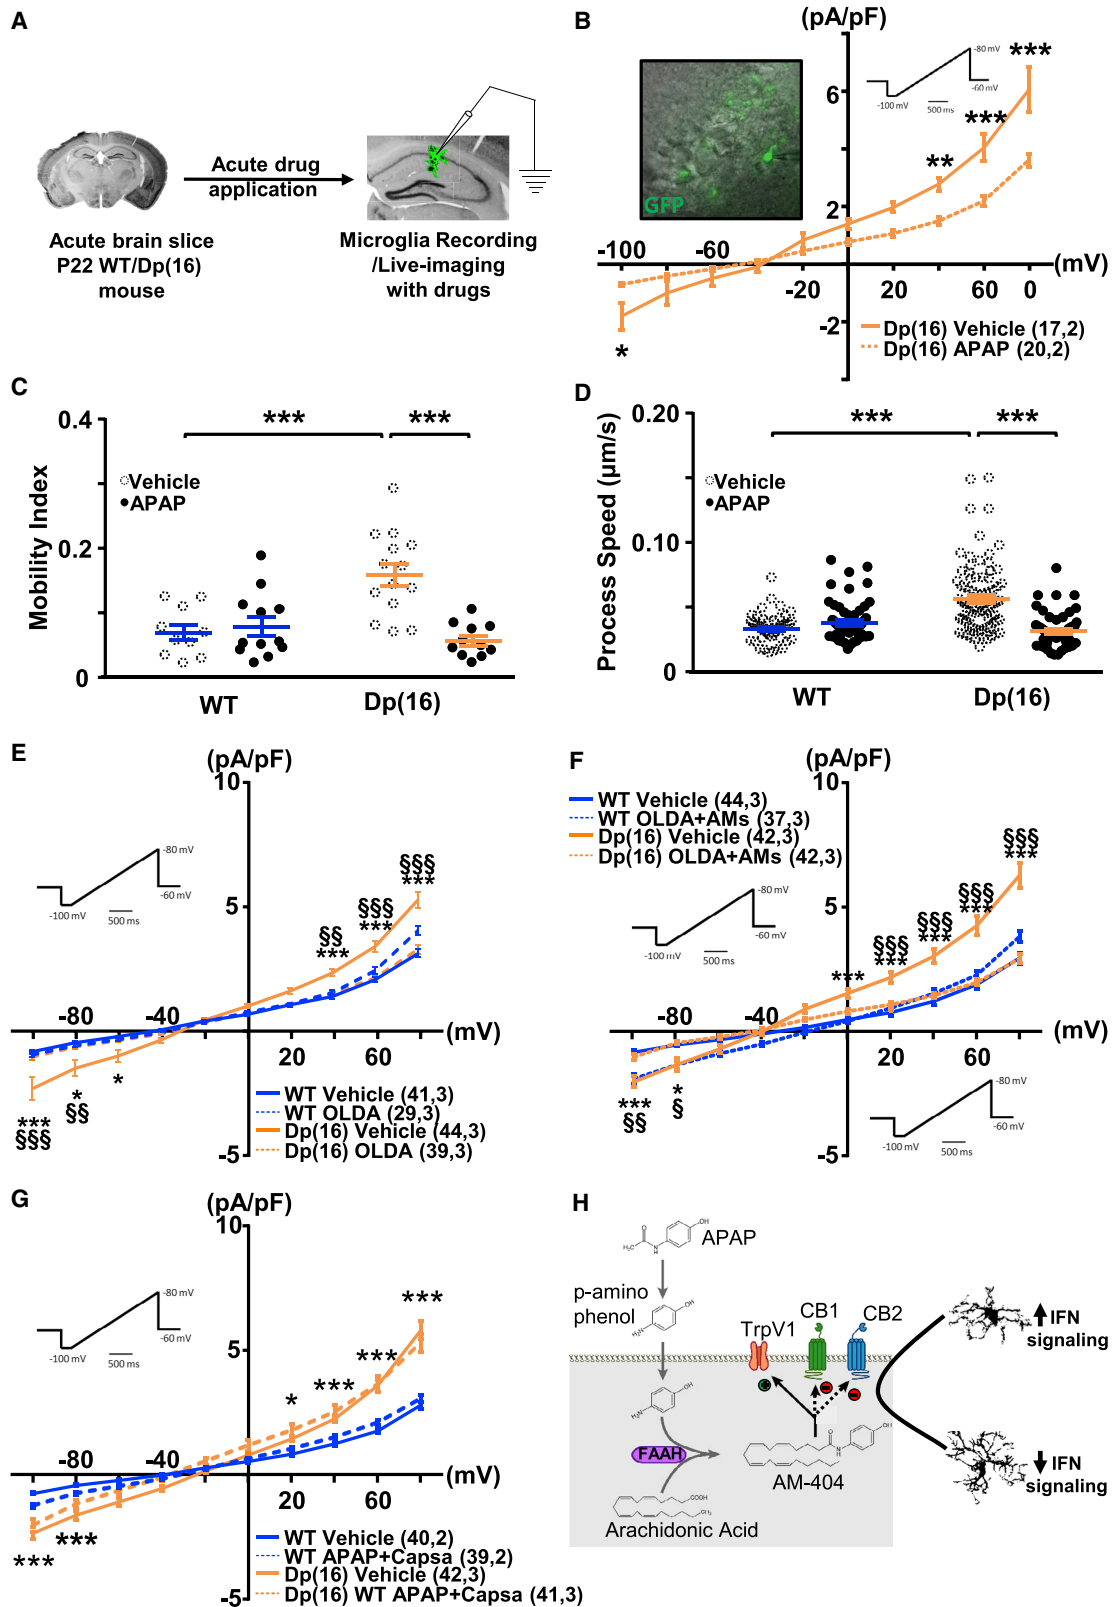 A
Acute drug
application
Acute brain slice
P22 WT/Dp(16)
mouse
Microglia Recording
/Live-imaging
with drugs
B
(pA/pF)
-80 mV
-60 mV
-100 mV
500 ms
***
6
***
**
GFP
2
-100
-60
(mV)
-20
20
60
0
-2
*
Dp(16) Vehicle (17,2)
Dp(16) APAP (20,2)
C
0.4
***
***
Vehicle
APAP
Mobility Index
0.2
0
WT
Dp(16)
D
0.20
***
***
Vehicle
APAP
Process Speed (μm/s)
0.10
0
WT
Dp(16)
E
(pA/pF)
10
-80 mV
-60 mV
-100 mV
500 ms
§§§
***
§§§
***
§§
***
5
-80
-40
(mV)
20
60
*
*
§§
***
§§§
WT Vehicle (41,3)
WT OLDA (29,3)
Dp(16) Vehicle (44,3)
Dp(16) OLDA (39,3)
-5
F
(pA/pF)
10
WT Vehicle (44,3)
WT OLDA+AMs (37,3)
Dp(16) Vehicle (42,3)
Dp(16) OLDA+AMs (42,3)
-80 mV
-60 mV
-100 mV
500 ms
§§§
***
§§§
***
§§§
***
§§§
***
***
5
-80
-40
(mV)
20
60
*
§
***
§§
-80 mV
-60 mV
-100 mV
500 ms
-5
G
(pA/pF)
10
-80 mV
-60 mV
-100 mV
500 ms
***
***
***
*
5
-80
-40
(mV)
20
60
***
***
WT Vehicle (40,2)
WT APAP+Capsa (39,2)
Dp(16) Vehicle (42,3)
Dp(16) WT APAP+Capsa (41,3)
-5
H
APAP
p-amino
phenol
TrpV1
CB1
CB2
IFN
signaling
FAAH
AM-404
Arachidonic Acid
IFN
signaling
OH
O
H₃C
N
H
OH
H₂N
OH
H₂N
OH
O
N
H
COOH
CH₃